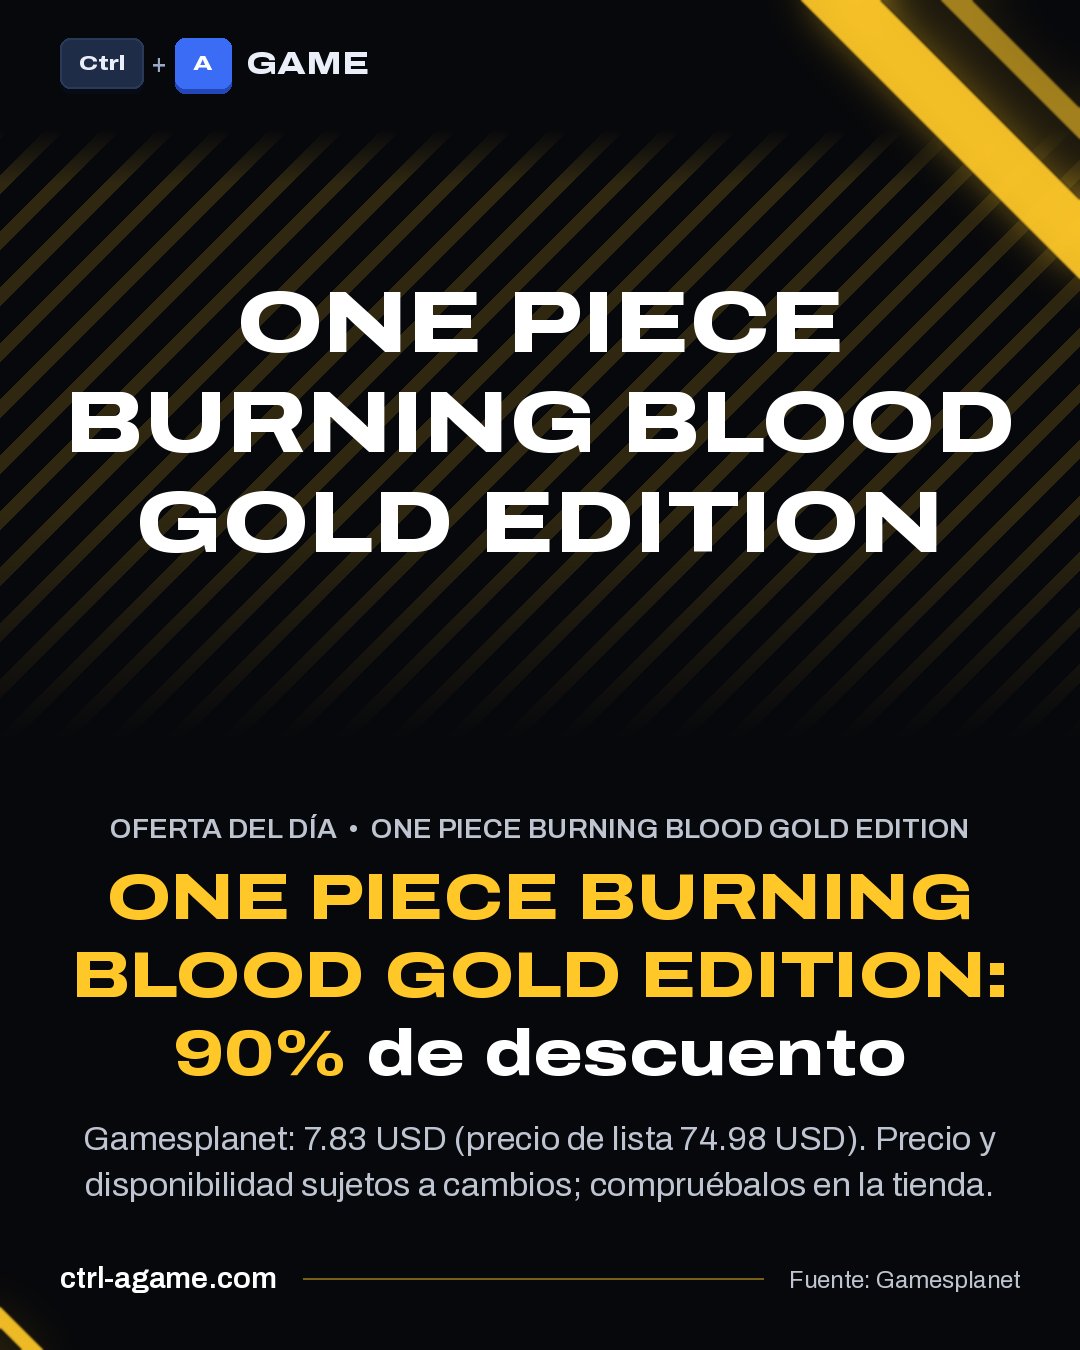 Ctrl + A GAME
ONE PIECE
BURNING BLOOD
GOLD EDITION
OFERTA DEL DÍA • ONE PIECE BURNING BLOOD GOLD EDITION
ONE PIECE BURNING
BLOOD GOLD EDITION:
90% de descuento
Gamesplanet: 7.83 USD (precio de lista 74.98 USD). Precio y
disponibilidad sujetos a cambios; compruébalos en la tienda.
ctrl-agame.com
Fuente: Gamesplanet